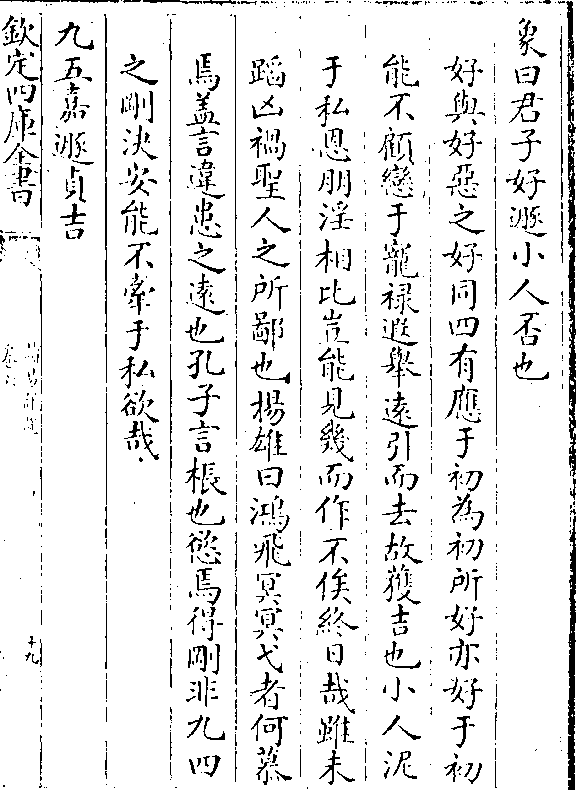 象曰君子好遯小人否也
好與好惡之好同四有應于初為初所好亦好于初
能不顧戀于寵祿遐舉遠引而去故獲吉也小人泥
于私恩朋淫相比豈能見幾而作不俟終日哉雖未
蹈凶禍聖人之所鄙也楊雄曰鴻飛冥冥弋者何慕
焉盖言違患之遠也孔子言棖也慾焉得剛非九四
之剛決安能不牽于私欲哉
九五嘉遯貞吉
欽定四庫全書
十九